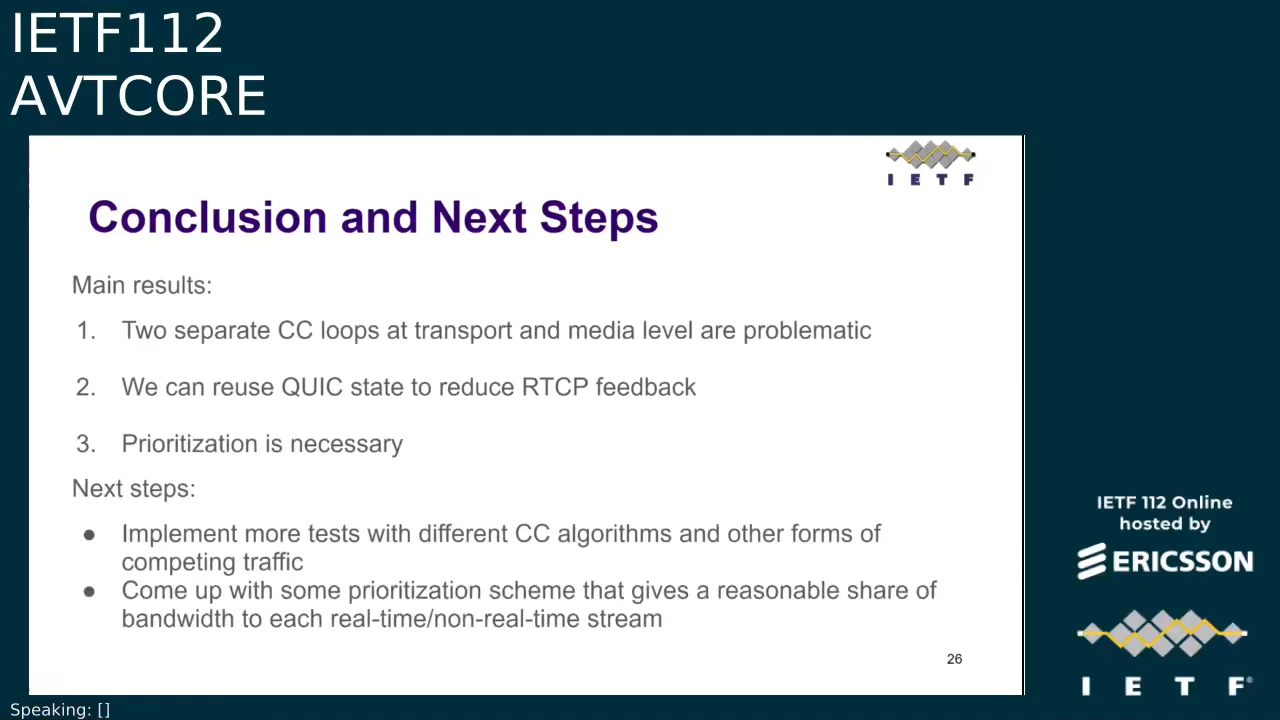 IETF112
AVTCORE
I E T F
Conclusion and Next Steps
Main results:
1. Two separate CC loops at transport and media level are problematic
2. We can reuse QUIC state to reduce RTCP feedback
3. Prioritization is necessary
Next steps:
● Implement more tests with different CC algorithms and other forms of
competing traffic
● Come up with some prioritization scheme that gives a reasonable share of
bandwidth to each real-time/non-real-time stream
26
IETF 112 Online
hosted by
ERICSSON
I E T F®
Speaking: []